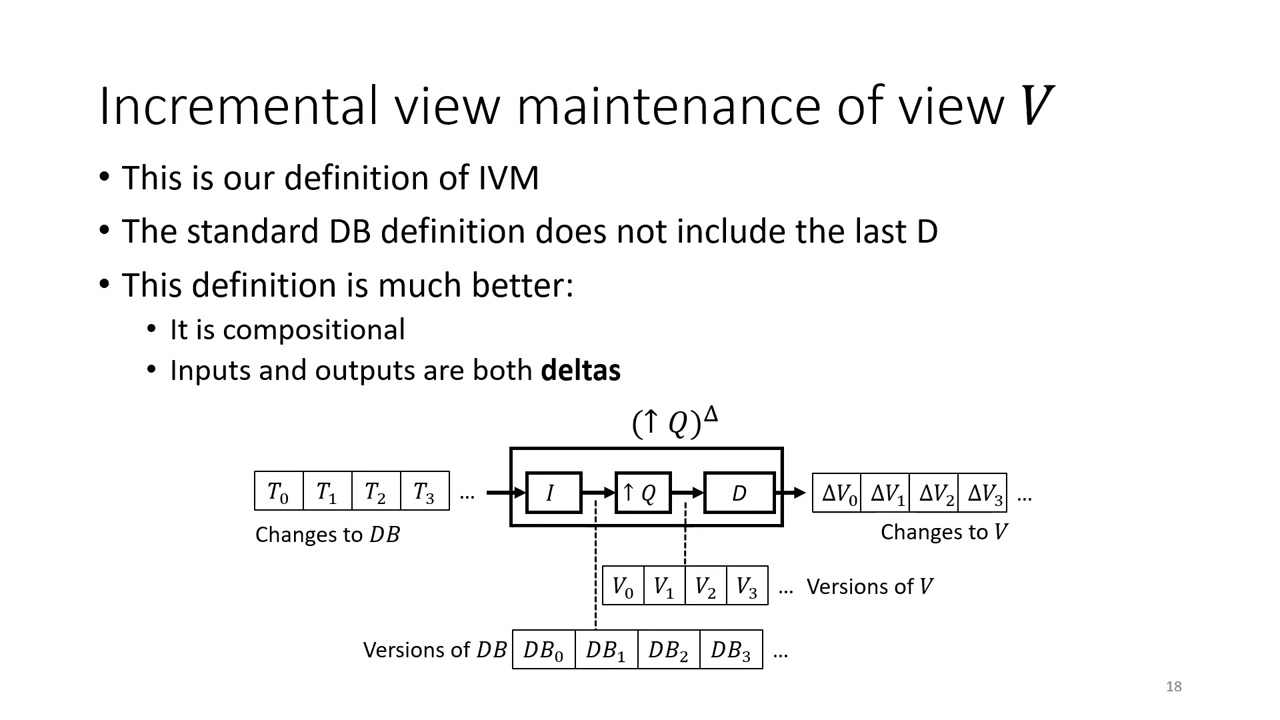 Incremental view maintenance of view V
• This is our definition of IVM
• The standard DB definition does not include the last D
• This definition is much better:
• It is compositional
• Inputs and outputs are both deltas
(↑ Q)^Δ
T₀ T₁ T₂ T₃ ... I ↑ Q D ΔV₀ ΔV₁ ΔV₂ ΔV₃ ...
Changes to DB
Changes to V
V₀ V₁ V₂ V₃ ... Versions of V
Versions of DB DB₀ DB₁ DB₂ DB₃ ...
18